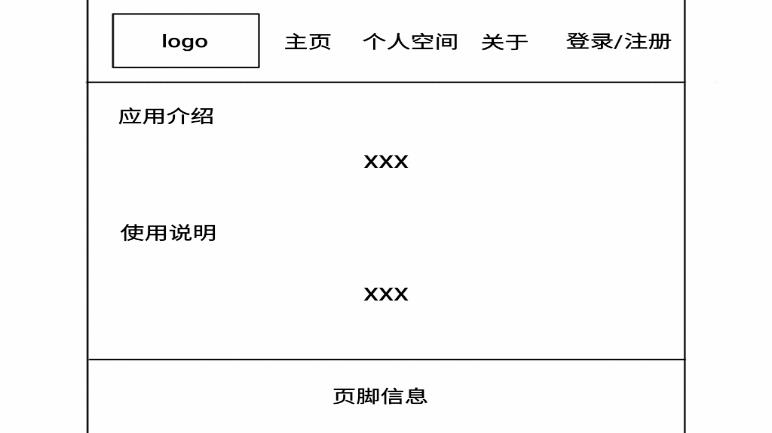 logo 主页 个人空间 关于 登录/注册
应用介绍
xxx
使用说明
xxx
页脚信息